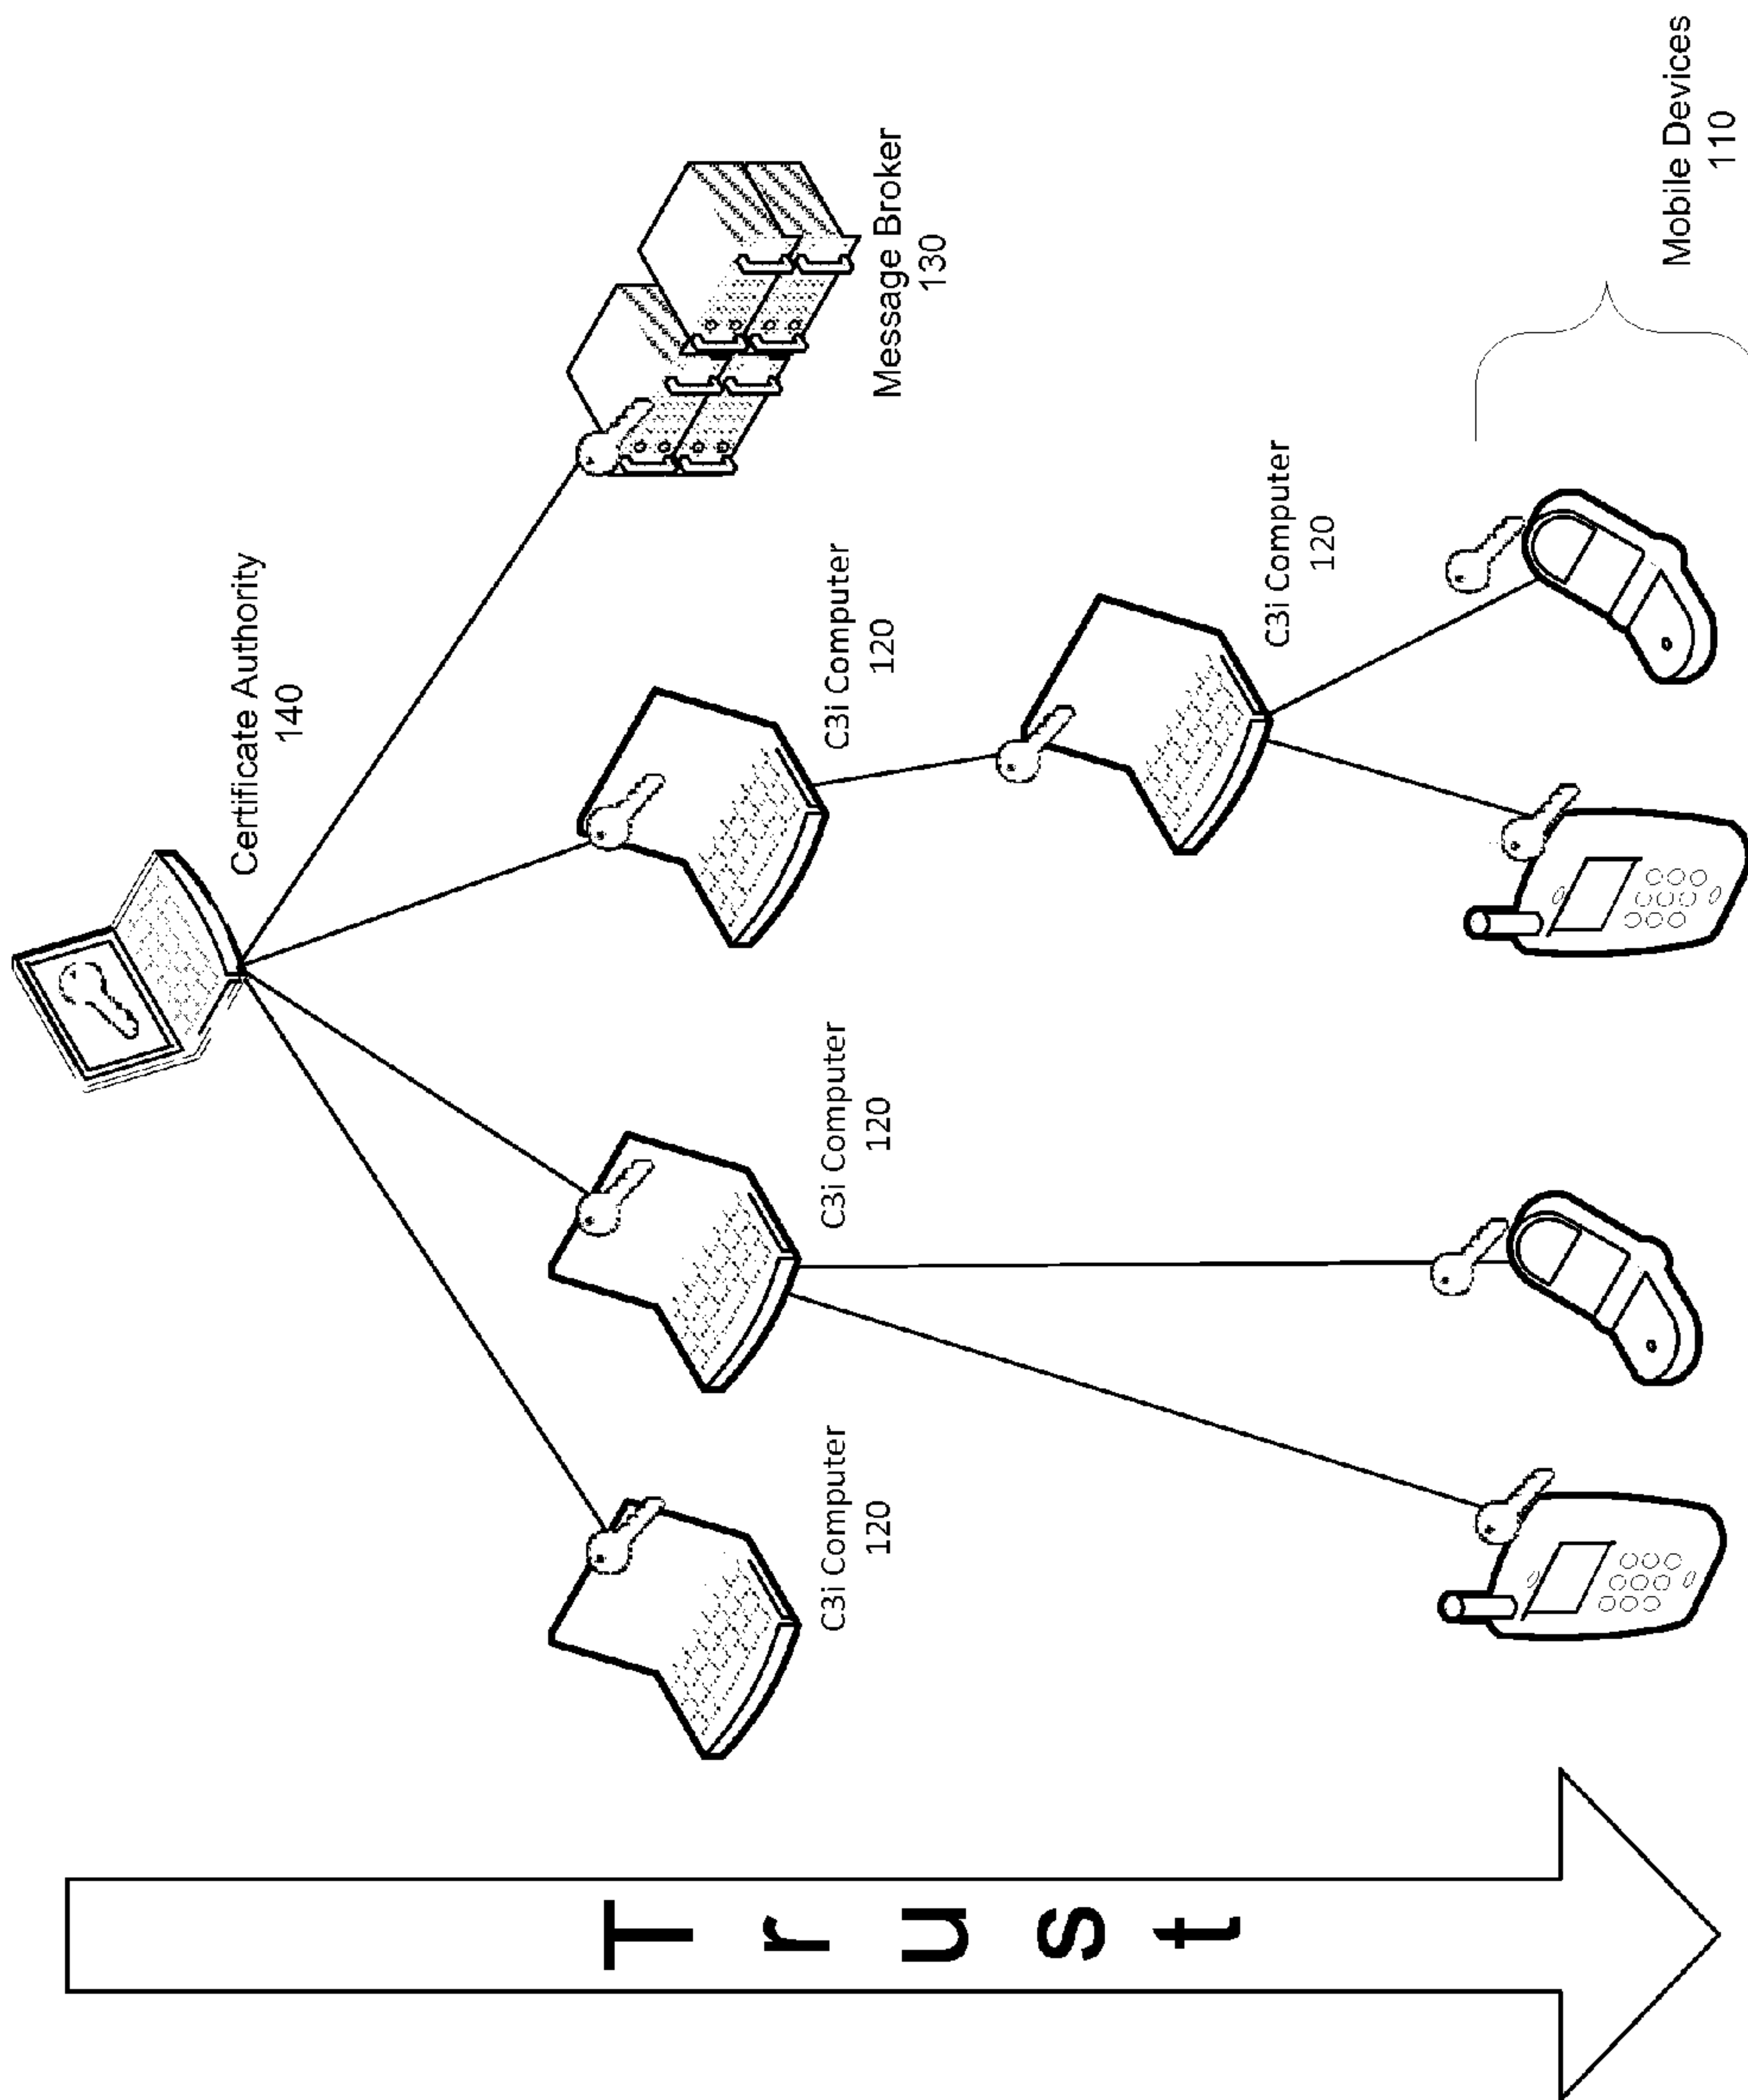 Certificate Authority
140
Message Broker
130
C3i Computer
120
C3i Computer
120
C3i Computer
120
C3i Computer
120
Mobile Devices
110
Trust